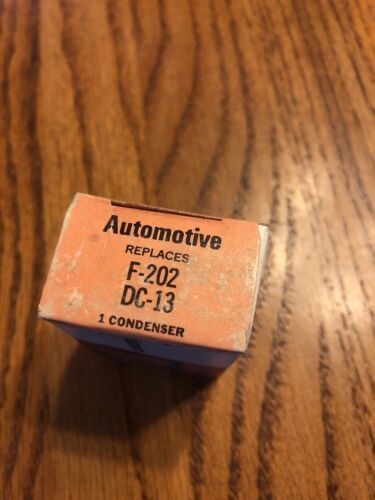 Automotive
REPLACES
F-202
DC-13
1 CONDENSER